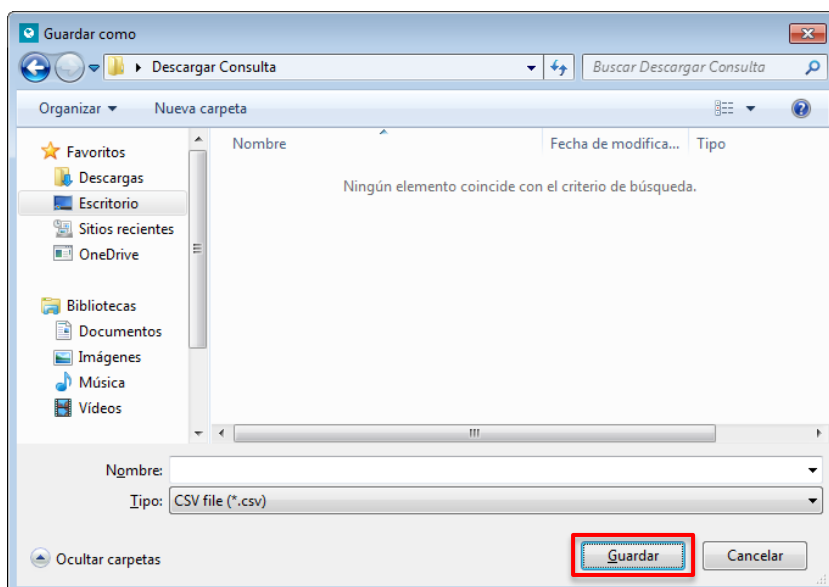 Guardar como
Descargar Consulta
Buscar Descargar Consulta
Organizar
Nueva carpeta
Nombre
Fecha de modifica...
Tipo
Ningún elemento coincide con el criterio de búsqueda.
Favoritos
Descargas
Escritorio
Sitios recientes
OneDrive
Bibliotecas
Documentos
Imágenes
Música
Vídeos
Nombre:
Tipo: CSV file (*.csv)
Ocultar carpetas
Guardar
Cancelar